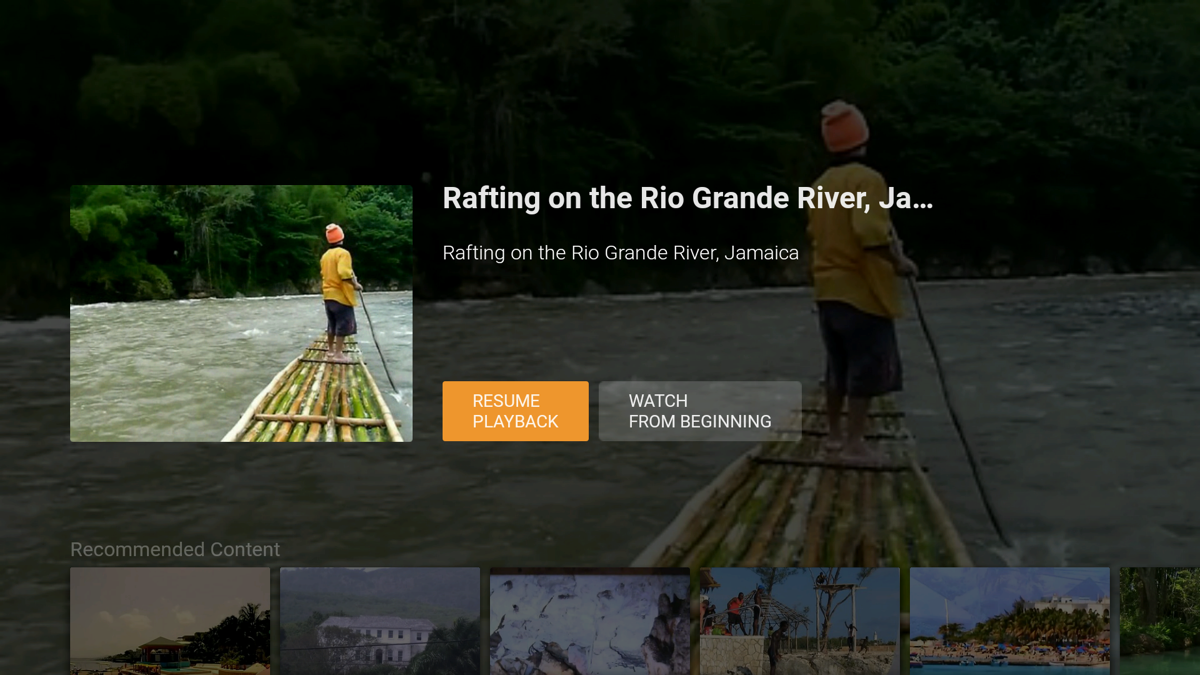 Rafting on the Rio Grande River, Ja...
Rafting on the Rio Grande River, Jamaica
RESUME
PLAYBACK
WATCH
FROM BEGINNING
Recommended Content